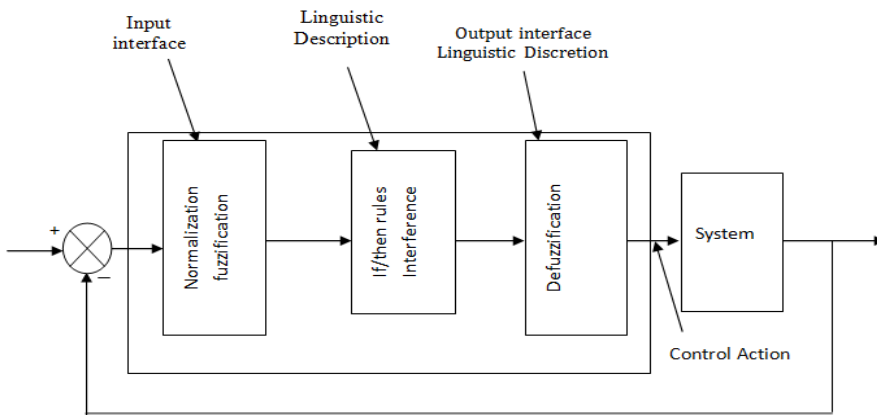 Input
interface
Linguistic
Description
Output interface
Linguistic Discretion
+
−
Normalization
fuzzification
If/then rules
Interference
Defuzzification
System
Control Action